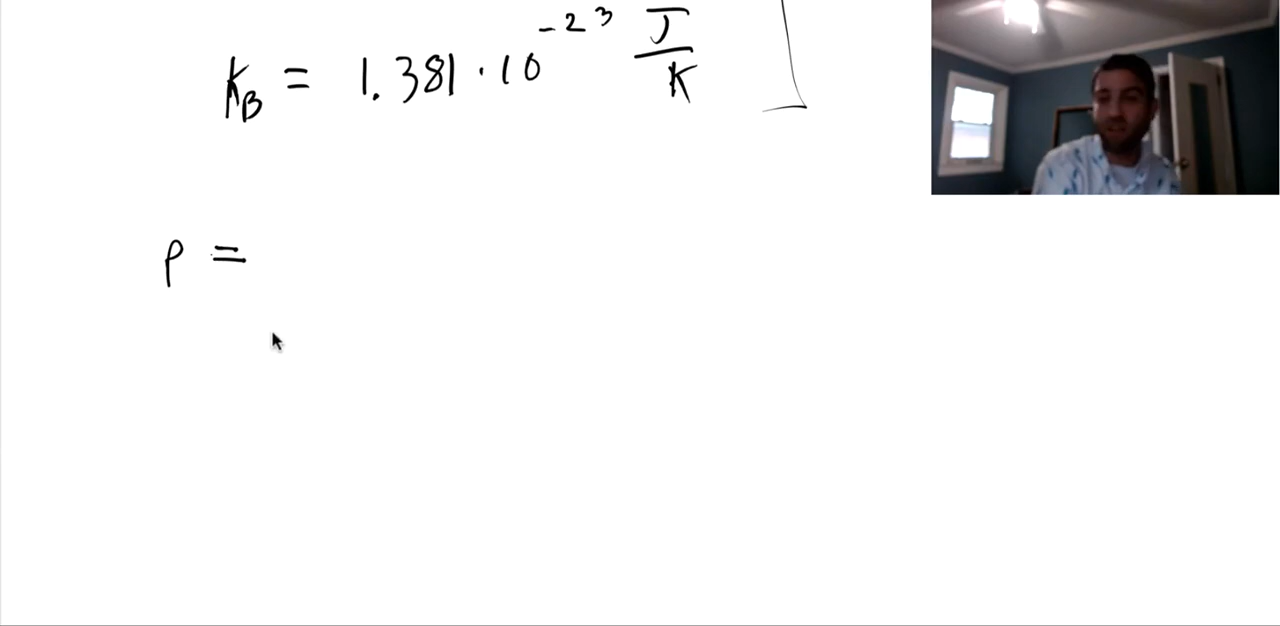 K_B = 1.381 · 10^-23 J/K
ρ =